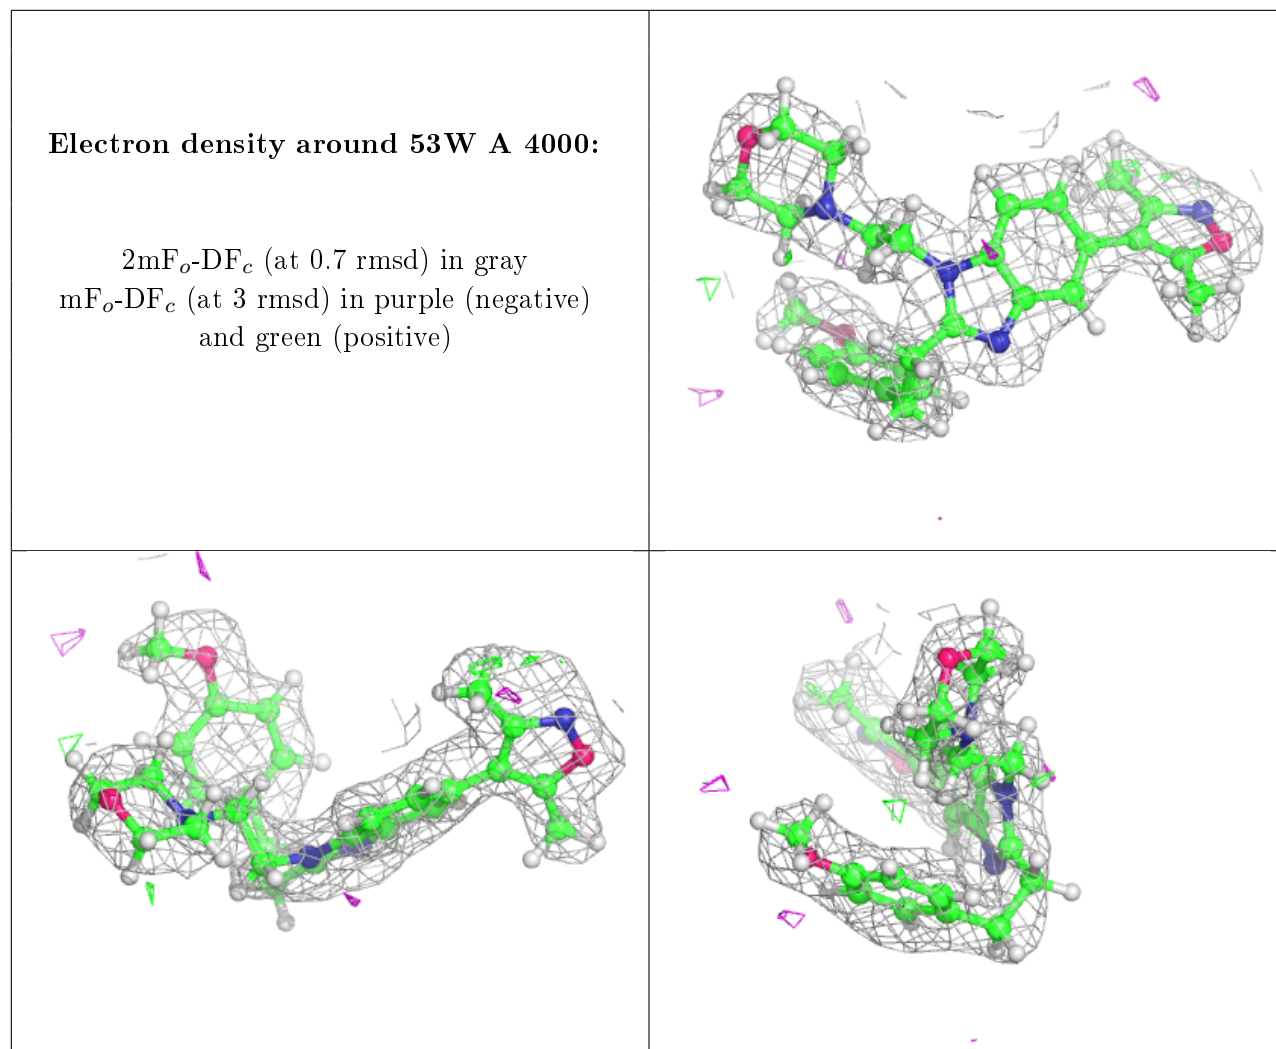 Electron density around 53W A 4000:
2mFₒ-DF𝑐 (at 0.7 rmsd) in gray
mFₒ-DF𝑐 (at 3 rmsd) in purple (negative)
and green (positive)